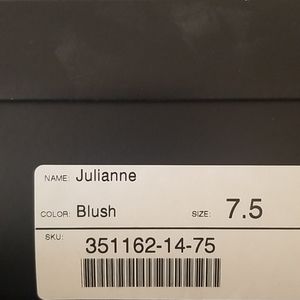 NAME: Julianne
COLOR: Blush SIZE: 7.5
SKU:
351162-14-75